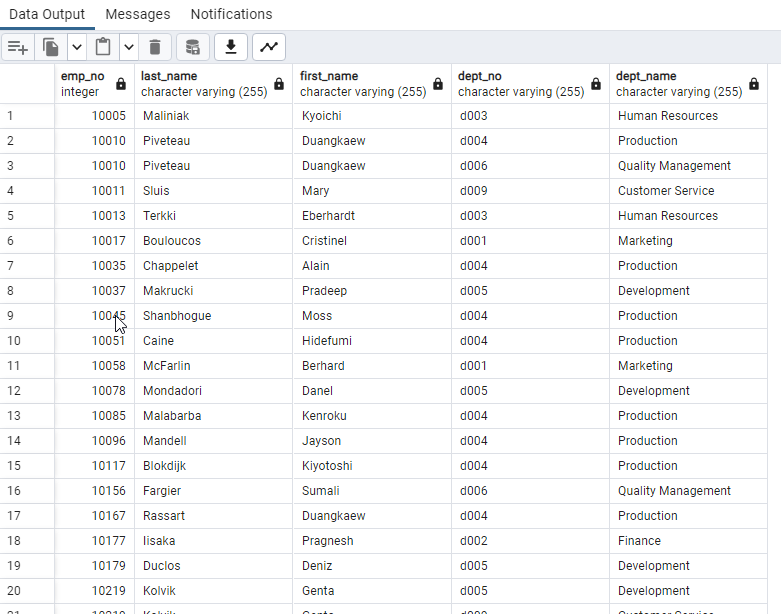 Data Output Messages Notifications
emp_no last_name first_name dept_no dept_name
integer character varying (255) character varying (255) character varying (255) character varying (255)
1 10005 Maliniak Kyoichi d003 Human Resources
2 10010 Piveteau Duangkaew d004 Production
3 10010 Piveteau Duangkaew d006 Quality Management
4 10011 Sluis Mary d009 Customer Service
5 10013 Terkki Eberhardt d003 Human Resources
6 10017 Bouloucos Cristinel d001 Marketing
7 10035 Chappelet Alain d004 Production
8 10037 Makrucki Pradeep d005 Development
9 10045 Shanbhogue Moss d004 Production
10 10051 Caine Hidefumi d004 Production
11 10058 McFarlin Berhard d001 Marketing
12 10078 Mondadori Danel d005 Development
13 10085 Malabarba Kenroku d004 Production
14 10096 Mandell Jayson d004 Production
15 10117 Blokdijk Kiyotoshi d004 Production
16 10156 Fargier Sumali d006 Quality Management
17 10167 Rassart Duangkaew d004 Production
18 10177 Iisaka Pragnesh d002 Finance
19 10179 Duclos Deniz d005 Development
20 10219 Kolvik Genta d005 Development